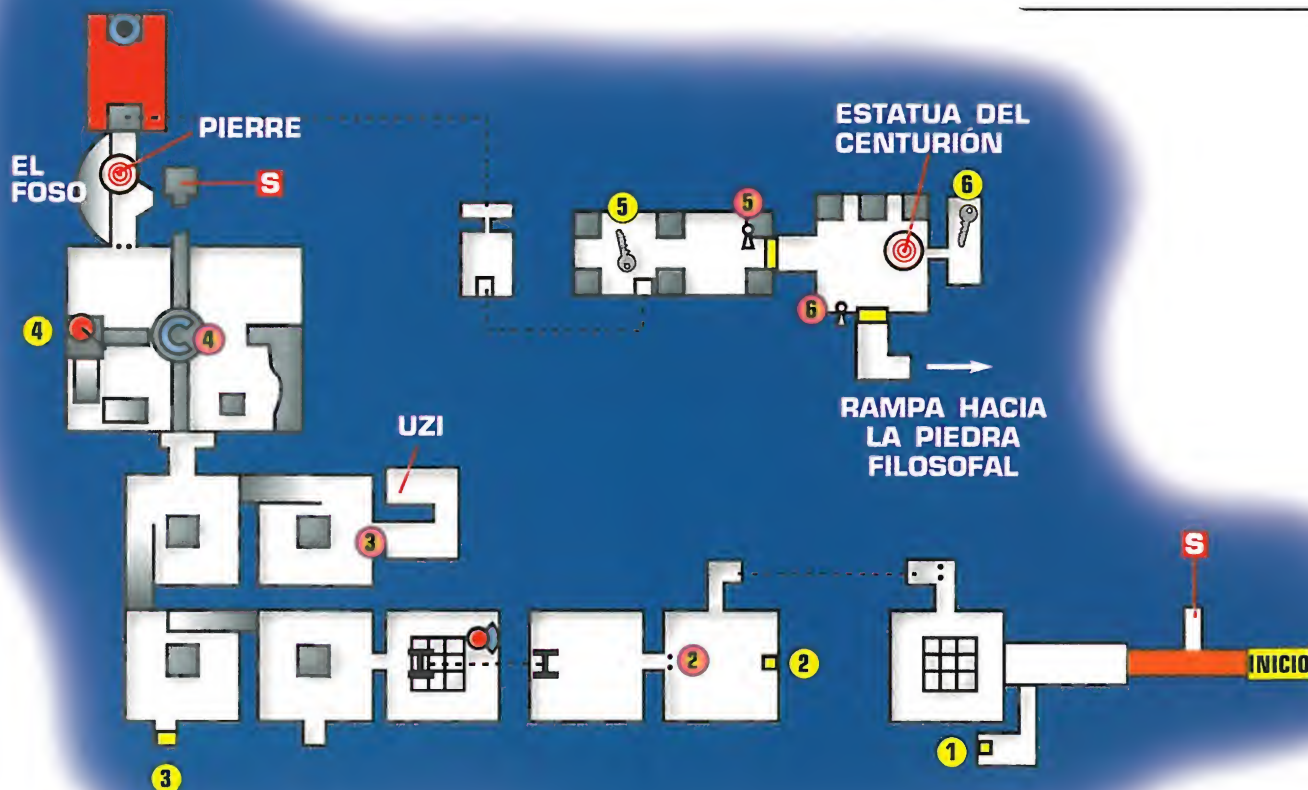 PIERRE
EL
FOSO
S
ESTATUA DEL
CENTURIÓN
6
5
5
6
4
4
RAMPA HACIA
LA PIEDRA
FILOSOFAL
UZI
3
S
2
2
INICIO
1
3